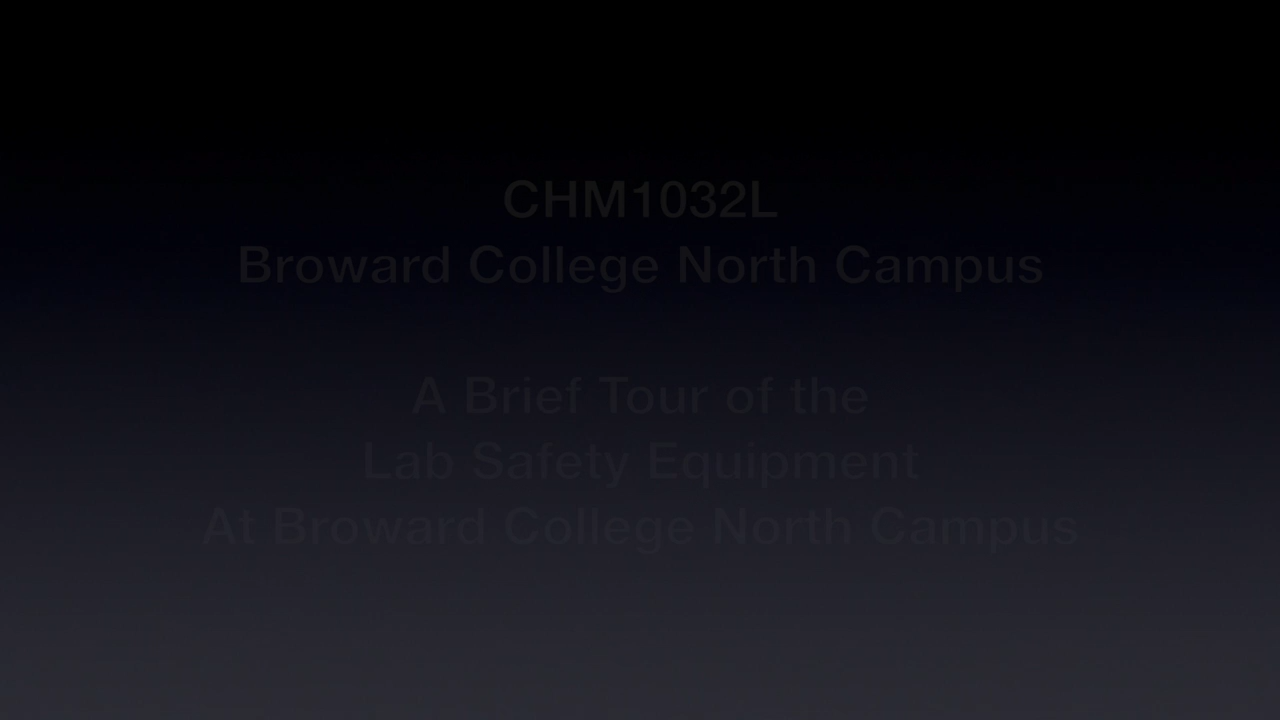 CHM1032L
Broward College North Campus
A Brief Tour of the
Lab Safety Equipment
At Broward College North Campus